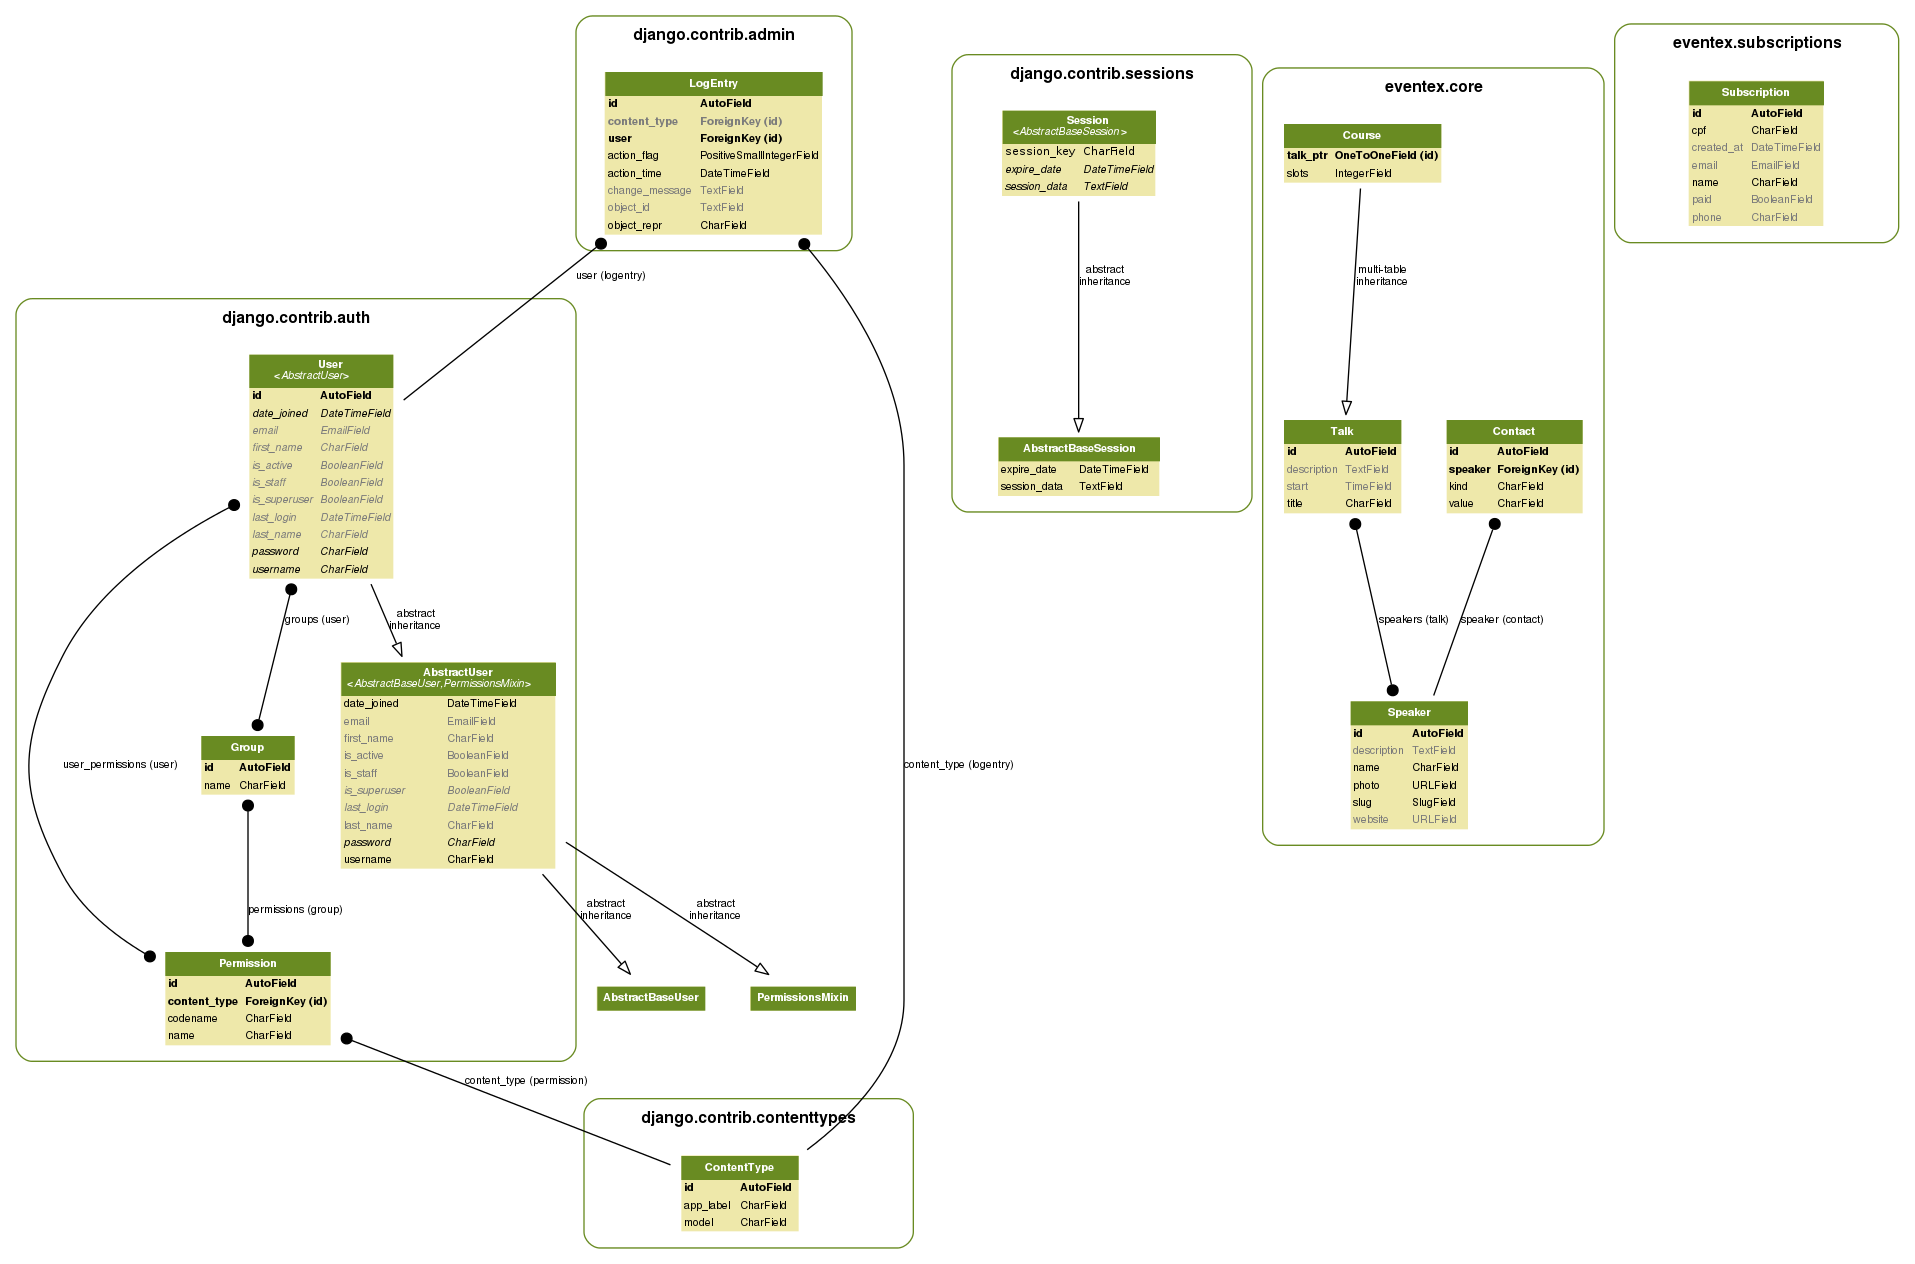 django.contrib.admin
LogEntry
id AutoField
content_type ForeignKey (id)
user ForeignKey (id)
action_flag PositiveSmallIntegerField
action_time DateTimeField
change_message TextField
object_id TextField
object_repr CharField
user (logentry)
django.contrib.auth
User
<AbstractUser>
id AutoField
date_joined DateTimeField
email EmailField
first_name CharField
is_active BooleanField
is_staff BooleanField
is_superuser BooleanField
last_login DateTimeField
last_name CharField
password CharField
username CharField
groups (user)
abstract
inheritance
AbstractUser
<AbstractBaseUser,PermissionsMixin>
date_joined DateTimeField
email EmailField
first_name CharField
is_active BooleanField
is_staff BooleanField
is_superuser BooleanField
last_login DateTimeField
last_name CharField
password CharField
username CharField
user_permissions (user)
Group
id AutoField
name CharField
permissions (group)
Permission
id AutoField
content_type ForeignKey (id)
codename CharField
name CharField
abstract
inheritance
abstract
inheritance
AbstractBaseUser
PermissionsMixin
content_type (logentry)
content_type (permission)
django.contrib.contenttypes
ContentType
id AutoField
app_label CharField
model CharField
django.contrib.sessions
Session
<AbstractBaseSession>
session_key CharField
expire_date DateTimeField
session_data TextField
abstract
inheritance
AbstractBaseSession
expire_date DateTimeField
session_data TextField
eventex.core
Course
talk_ptr OneToOneField (id)
slots IntegerField
multi-table
inheritance
Talk
id AutoField
description TextField
start TimeField
title CharField
Contact
id AutoField
speaker ForeignKey (id)
kind CharField
value CharField
speakers (talk)
speaker (contact)
Speaker
id AutoField
description TextField
name CharField
photo URLField
slug SlugField
website URLField
eventex.subscriptions
Subscription
id AutoField
cpf CharField
created_at DateTimeField
email EmailField
name CharField
paid BooleanField
phone CharField